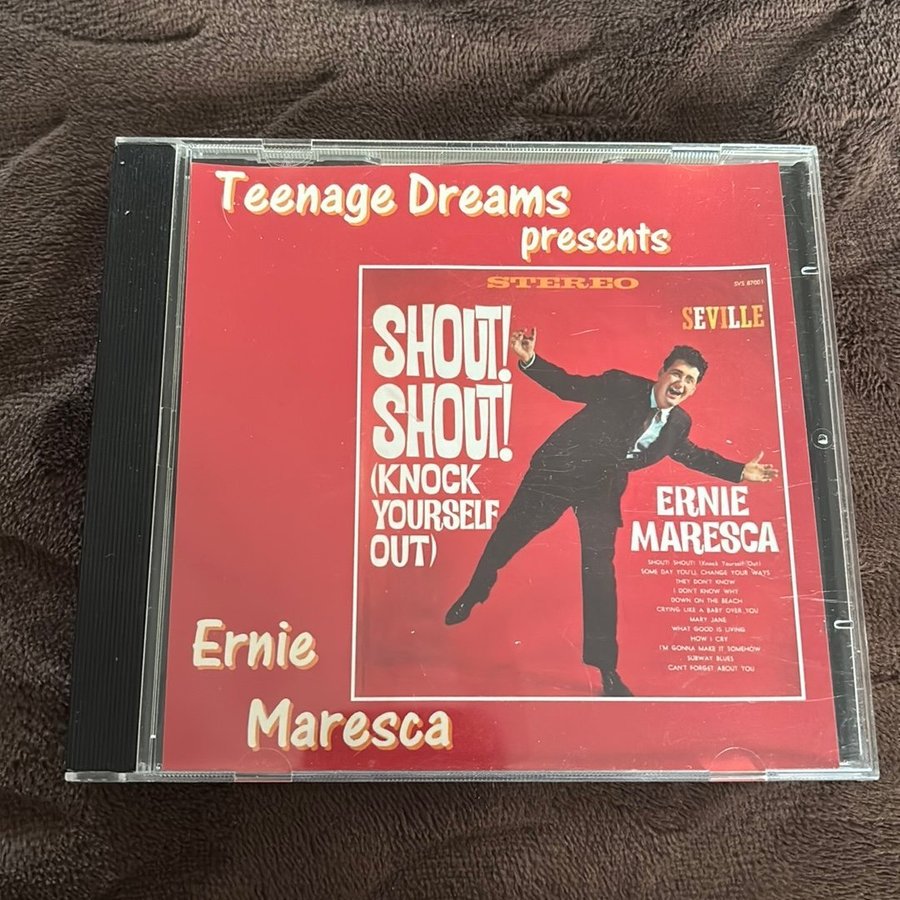 Teenage Dreams
presents
STEREO
SVS 87001
SEVILLE
SHOUT!
SHOUT!
(KNOCK
YOURSELF
OUT)
ERNIE
MARESCA
SHOUT! SHOUT! (Knock Yourself Out)
SOME DAY YOU'LL CHANGE YOUR WAYS
THEY DON'T KNOW
I DON'T KNOW WHY
DOWN ON THE BEACH
CRYING LIKE A BABY OVER YOU
MARY JANE
WHAT GOOD IS LIVING
HOW I CRY
I'M GONNA MAKE IT SOMEHOW
SUBWAY BLUES
CAN'T FORGET ABOUT YOU
Ernie
Maresca